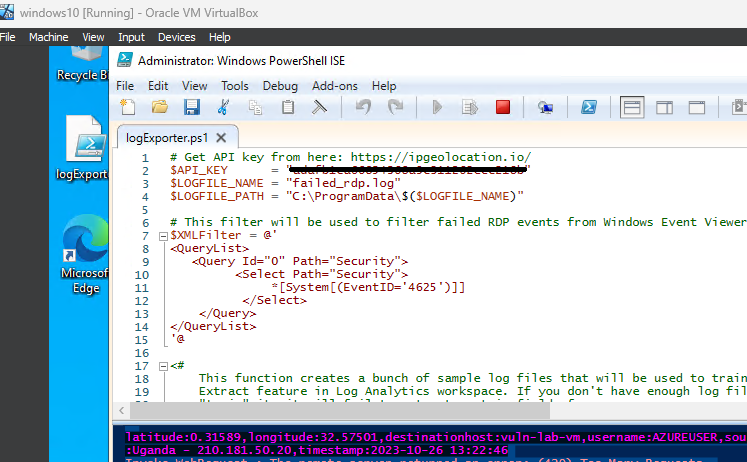 windows10 [Running] - Oracle VM VirtualBox
File Machine View Input Devices Help
Recycle B
logExporte
Microsof
Edge
Administrator: Windows PowerShell ISE
File Edit View Tools Debug Add-ons Help
logExporter.ps1
1 # Get API key from here: https://ipgeolocation.io/
2 $API_KEY = "
3 $LOGFILE_NAME = "failed_rdp.log"
4 $LOGFILE_PATH = "C:\ProgramData\$($LOGFILE_NAME)"
5
6 # This filter will be used to filter failed RDP events from Windows Event Viewer
7 $XMLFilter = @'
8 <QueryList>
9 <Query Id="0" Path="Security">
10 <Select Path="Security">
11 *[System[(EventID='4625')]]
12 </Select>
13 </Query>
14 </QueryList>
15 '@
16
17 <#
18 This function creates a bunch of sample log files that will be used to train
19 Extract feature in Log Analytics workspace. If you don't have enough log fil
latitude:0.31589,longitude:32.57501,destinationhost:vuln-lab-vm,username:AZUREUSER,sou
:Uganda - 210.181.50.20,timestamp:2023-10-26 13:22:46